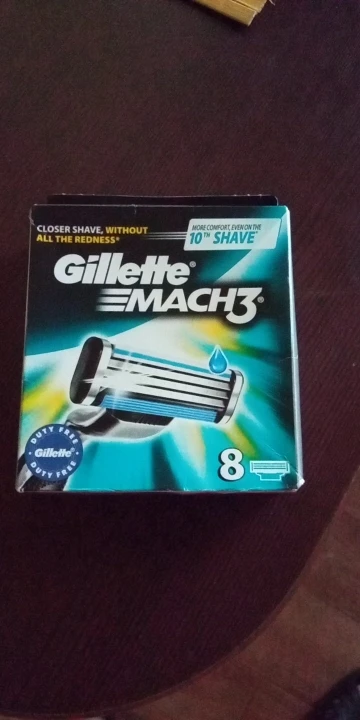 CLOSER SHAVE, WITHOUT
ALL THE REDNESS*
MORE COMFORT, EVEN ON THE
10TH SHAVE*
Gillette®
MACH3®
DUTY FREE
Gillette®
DUTY FREE
8